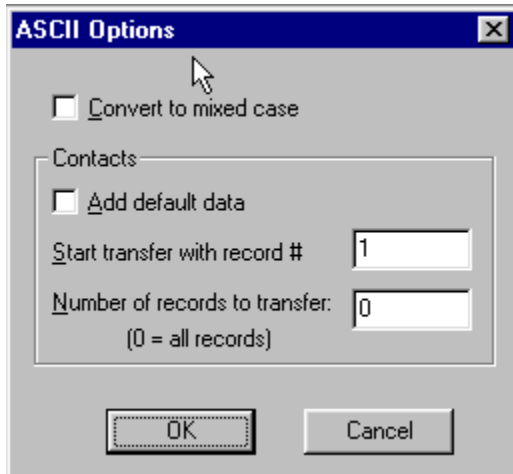 ASCII Options
Convert to mixed case
Contacts
Add default data
Start transfer with record # 1
Number of records to transfer: 0
(0 = all records)
OK Cancel